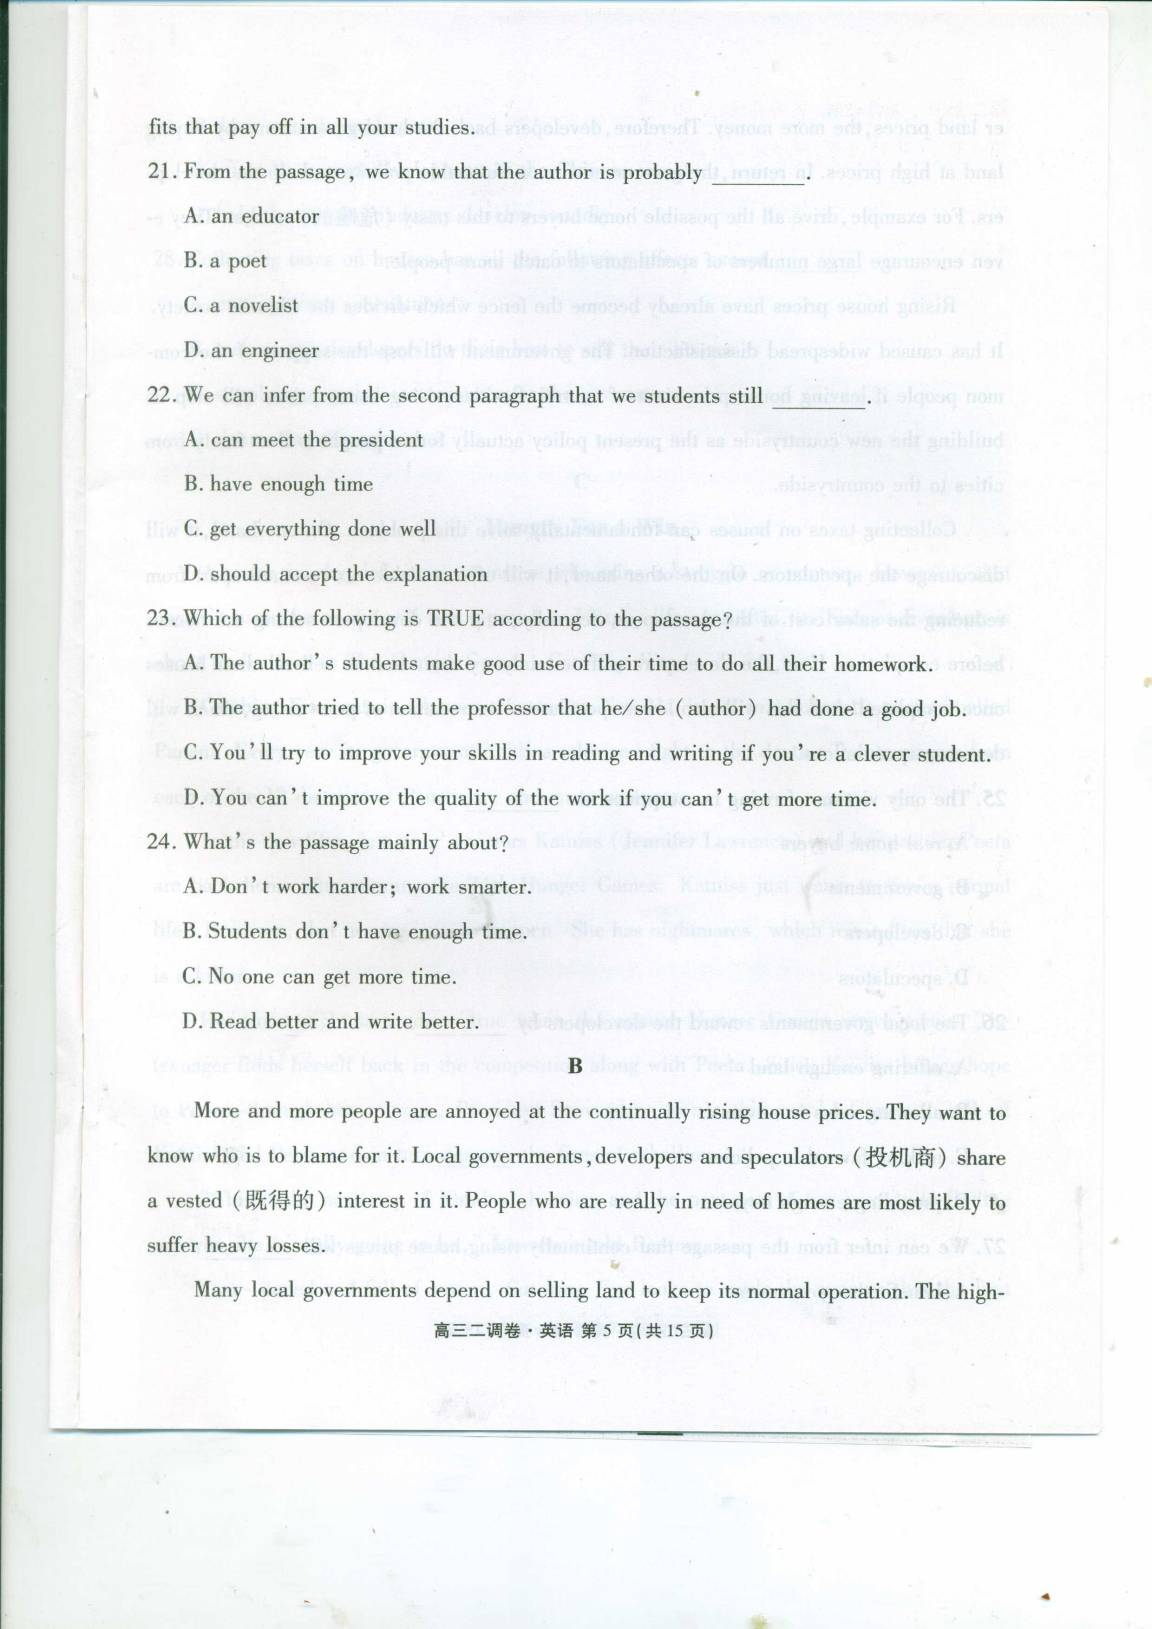 fits that pay off in all your studies.
21. From the passage, we know that the author is probably ________.
A. an educator
B. a poet
C. a novelist
D. an engineer
22. We can infer from the second paragraph that we students still ________.
A. can meet the president
B. have enough time
C. get everything done well
D. should accept the explanation
23. Which of the following is TRUE according to the passage?
A. The author's students make good use of their time to do all their homework.
B. The author tried to tell the professor that he/she (author) had done a good job.
C. You'll try to improve your skills in reading and writing if you're a clever student.
D. You can't improve the quality of the work if you can't get more time.
24. What's the passage mainly about?
A. Don't work harder; work smarter.
B. Students don't have enough time.
C. No one can get more time.
D. Read better and write better.
B
More and more people are annoyed at the continually rising house prices. They want to
know who is to blame for it. Local governments, developers and speculators (投机商) share
a vested (既得的) interest in it. People who are really in need of homes are most likely to
suffer heavy losses.
Many local governments depend on selling land to keep its normal operation. The high-
高三二调卷·英语 第 5 页(共 15 页)